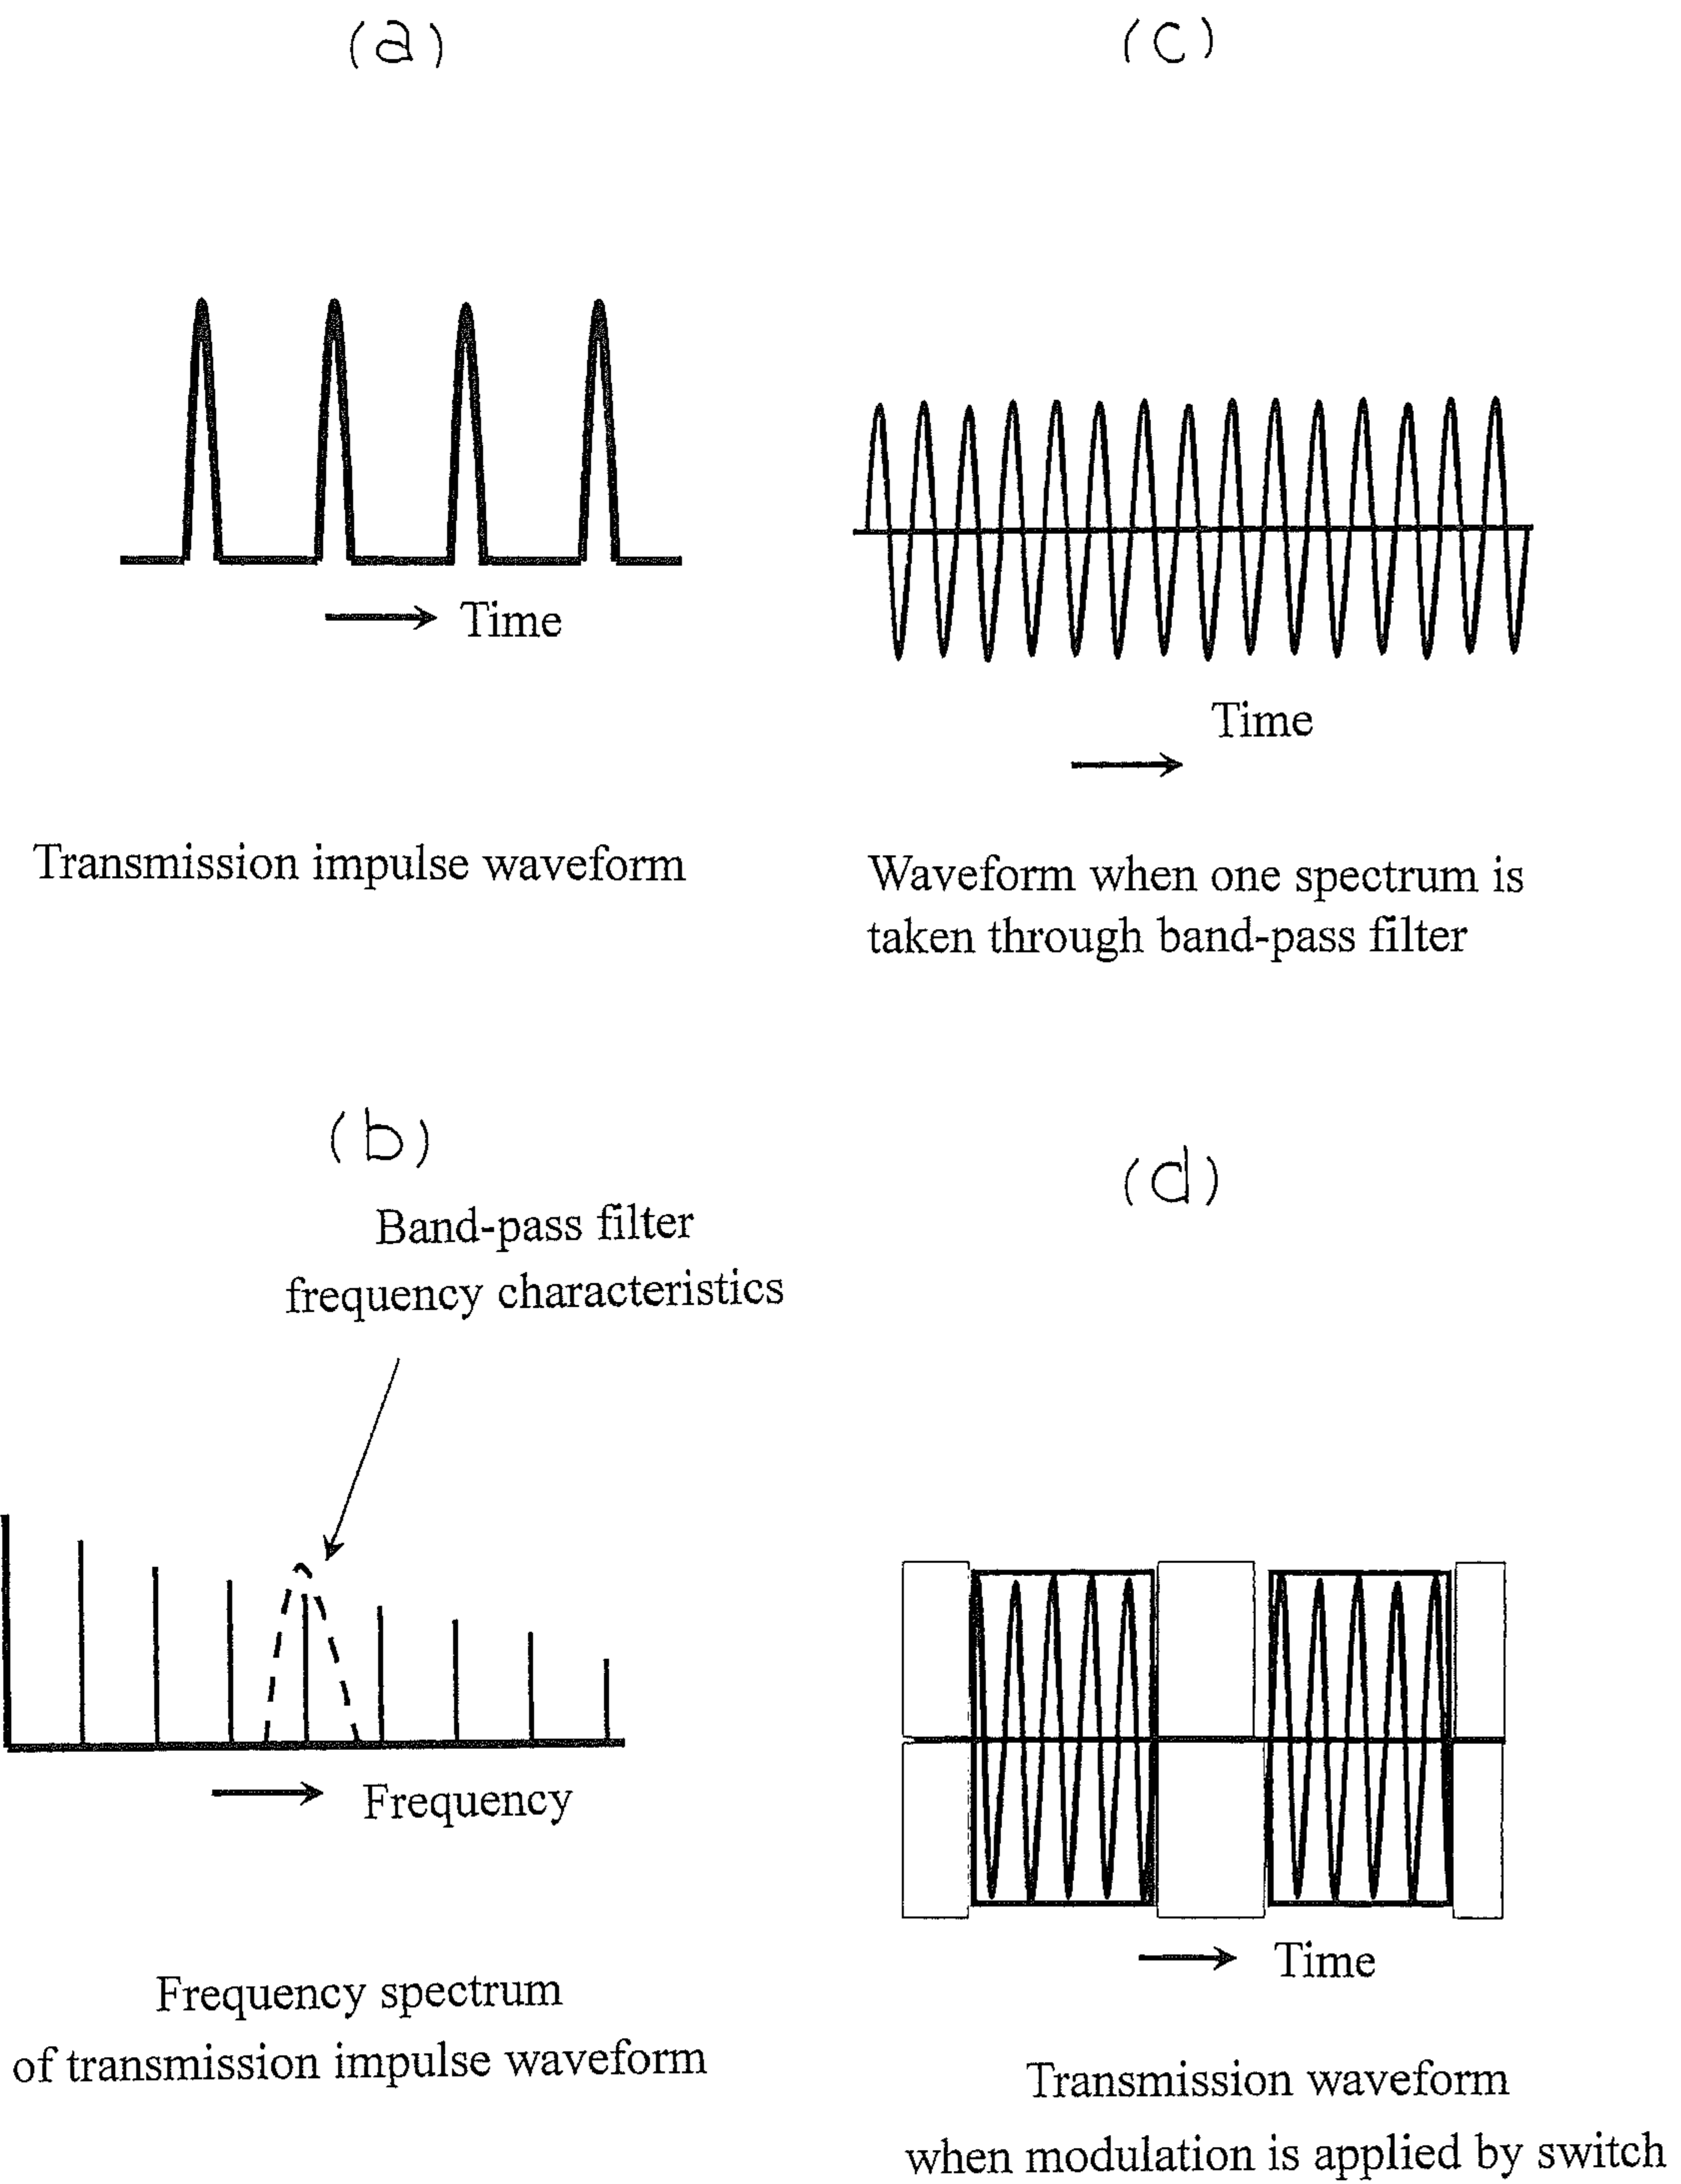 (a)
Time
Transmission impulse waveform
(c)
Time
Waveform when one spectrum is
taken through band-pass filter
(b)
Band-pass filter
frequency characteristics
Frequency
Frequency spectrum
of transmission impulse waveform
(d)
Time
Transmission waveform
when modulation is applied by switch